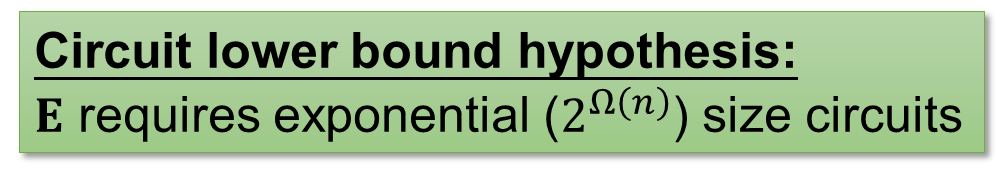 Circuit lower bound hypothesis:
𝐄 requires exponential (2^Ω(𝑛)) size circuits